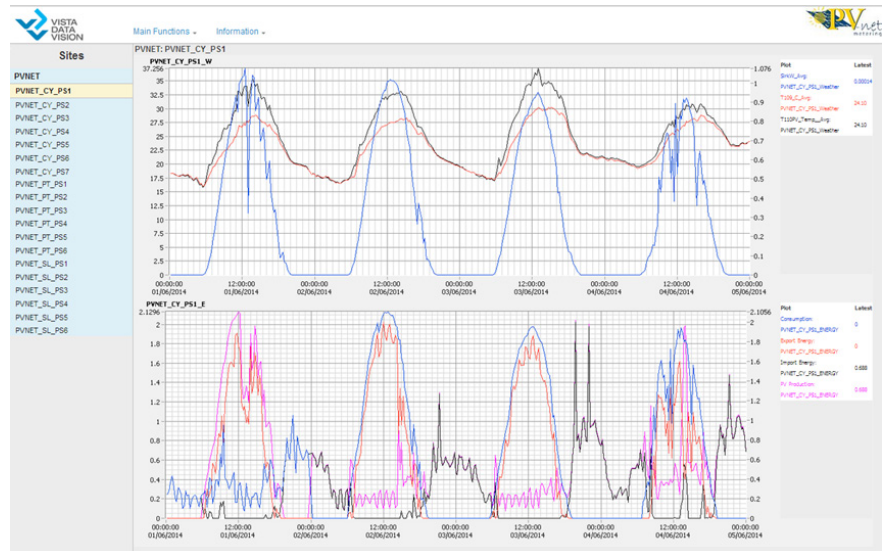 VISTA
DATA
VISION
Main Functions
Information
PVnet
metering
Sites
PVNET
PVNET_CY_PS1
PVNET_CY_PS2
PVNET_CY_PS3
PVNET_CY_PS4
PVNET_CY_PS5
PVNET_CY_PS6
PVNET_CY_PS7
PVNET_PT_PS1
PVNET_PT_PS2
PVNET_PT_PS3
PVNET_PT_PS4
PVNET_PT_PS5
PVNET_PT_PS6
PVNET_SL_PS1
PVNET_SL_PS2
PVNET_SL_PS3
PVNET_SL_PS4
PVNET_SL_PS5
PVNET_SL_PS6
PVNET: PVNET_CY_PS1
PVNET_CY_PS1_W
37.256
35
32.5
30
27.5
25
22.5
20
17.5
15
12.5
10
7.5
5
2.5
0
1.076
1
0.9
0.8
0.7
0.6
0.5
0.4
0.3
0.2
0.1
0
00:00:00 12:00:00 00:00:00 12:00:00 00:00:00 12:00:00 00:00:00 12:00:00 00:00:00
01/06/2014 01/06/2014 02/06/2014 02/06/2014 03/06/2014 03/06/2014 04/06/2014 04/06/2014 05/06/2014
Plot Latest
SlrkW_Avg
PVNET_CY_PS1_Weather 0.00014
T109_C_Avg
PVNET_CY_PS1_Weather 24.10
T110PV_Temp__Avg
PVNET_CY_PS1_Weather 24.10
PVNET_CY_PS1_E
2.1296
2
1.8
1.6
1.4
1.2
1
0.8
0.6
0.4
0.2
0
2.1096
2
1.8
1.6
1.4
1.2
1
0.8
0.6
0.4
0.2
0
00:00:00 12:00:00 00:00:00 12:00:00 00:00:00 12:00:00 00:00:00 12:00:00 00:00:00
01/06/2014 01/06/2014 02/06/2014 02/06/2014 03/06/2014 03/06/2014 04/06/2014 04/06/2014 05/06/2014
Plot Latest
Consumption
PVNET_CY_PS1_ENERGY 0
Export Energy
PVNET_CY_PS1_ENERGY 0
Import Energy
PVNET_CY_PS1_ENERGY 0.688
PV Production
PVNET_CY_PS1_ENERGY 0.688